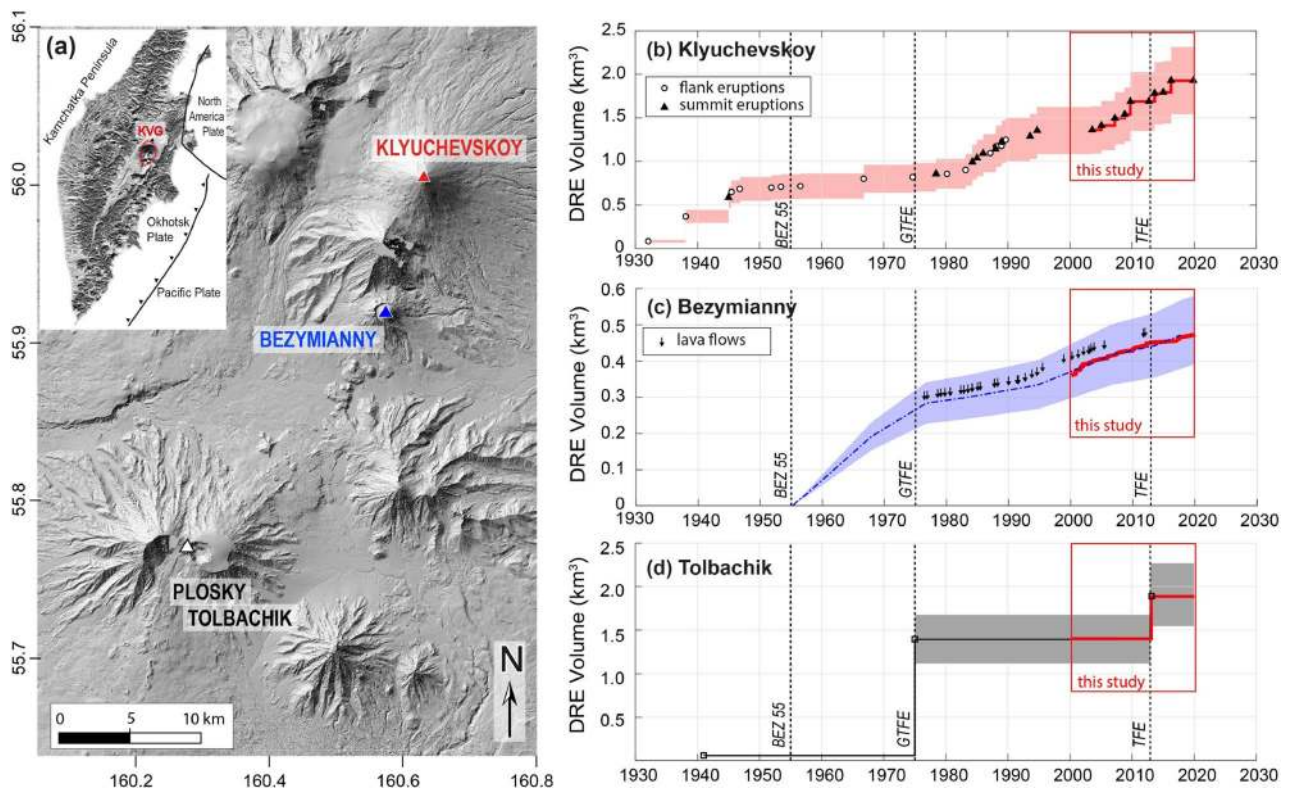 (a)
Kamchatka Peninsula
KVG
North
America
Plate
Okhotsk
Plate
Pacific Plate
KLYUCHEVSKOY
BEZYMIANNY
PLOSKY
TOLBACHIK
N
0 5 10 km
56.1
56.0
55.9
55.8
55.7
160.2 160.4 160.6 160.8
(b) Klyuchevskoy
flank eruptions
summit eruptions
DRE Volume (km³)
2.5
2.0
1.5
1.0
0.5
0
BEZ 55
GTFE
TFE
this study
1930 1940 1950 1960 1970 1980 1990 2000 2010 2020 2030
(c) Bezymianny
lava flows
DRE Volume (km³)
0.6
0.5
0.4
0.3
0.2
0.1
0
BEZ 55
GTFE
TFE
this study
1930 1940 1950 1960 1970 1980 1990 2000 2010 2020 2030
(d) Tolbachik
DRE Volume (km³)
2.5
2.0
1.5
1.0
0.5
BEZ 55
GTFE
TFE
this study
1930 1940 1950 1960 1970 1980 1990 2000 2010 2020 2030